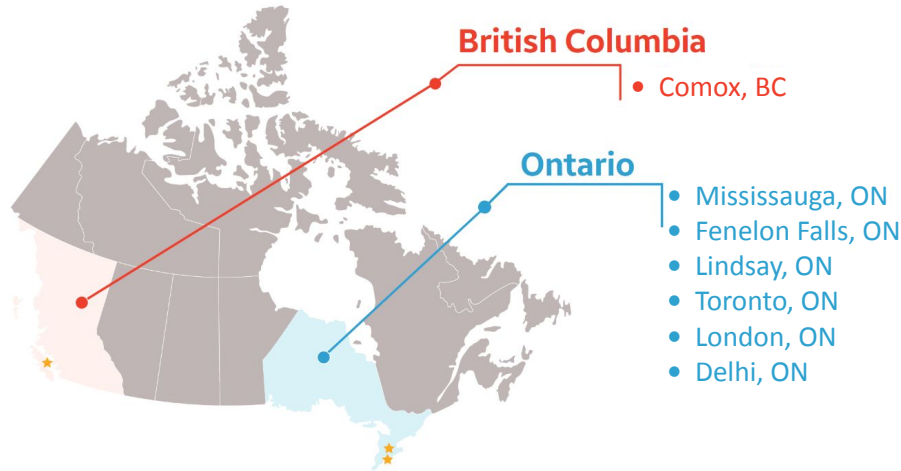 British Columbia
• Comox, BC
Ontario
• Mississauga, ON
• Fenelon Falls, ON
• Lindsay, ON
• Toronto, ON
• London, ON
• Delhi, ON